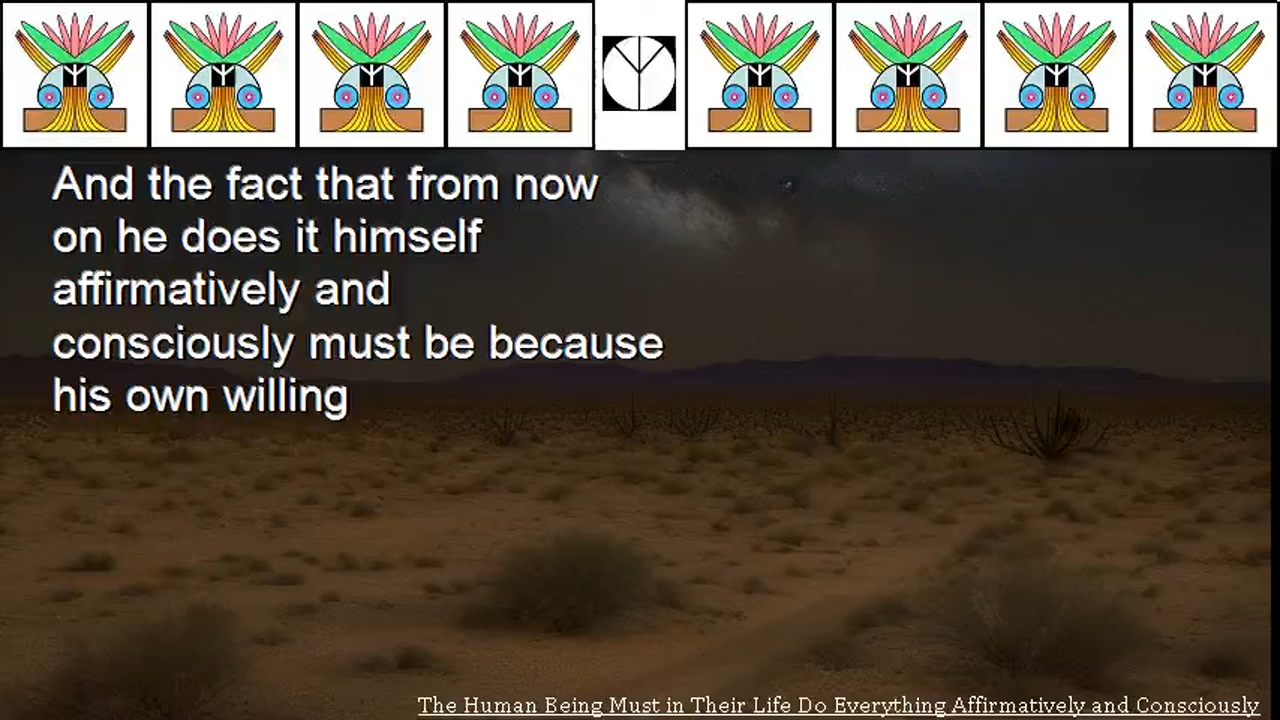 And the fact that from now
on he does it himself
affirmatively and
consciously must be because
his own willing
The Human Being Must in Their Life Do Everything Affirmatively and Consciously